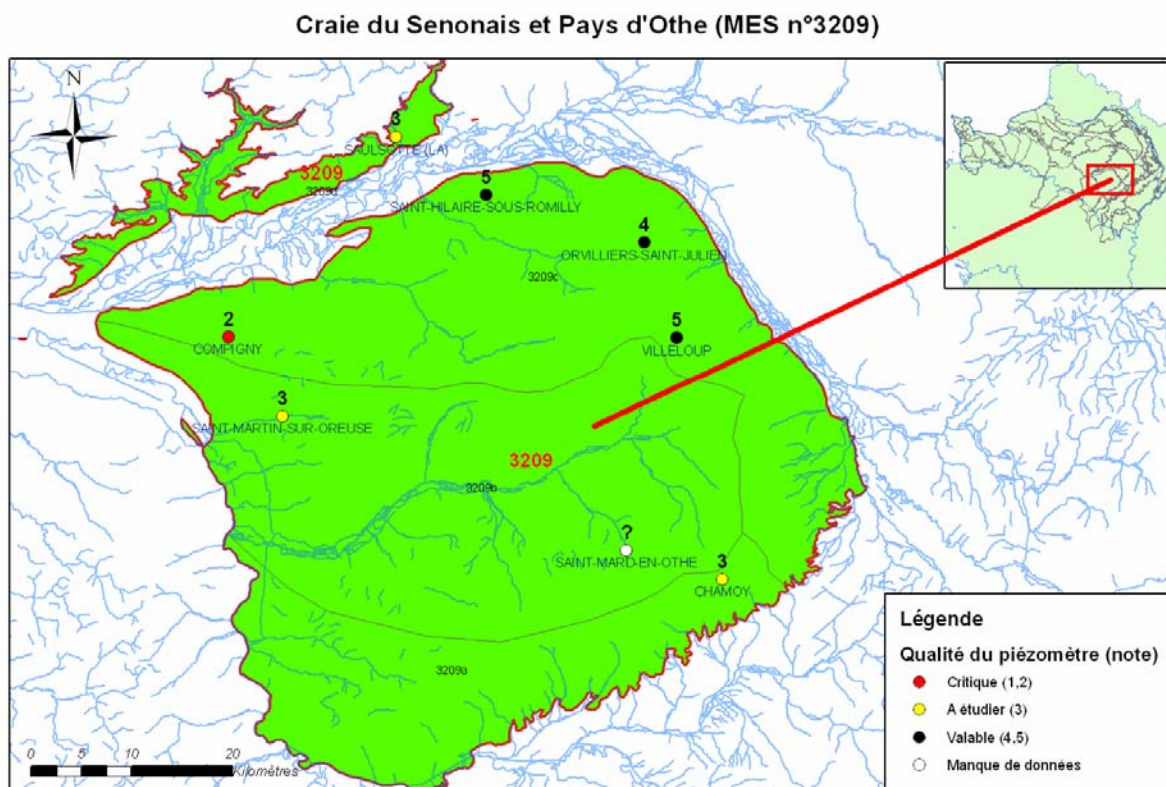 Craie du Senonais et Pays d'Othe (MES n°3209)
N
3
SAULSOTTE (LA)
3209
3209d
5
SAINT-HILAIRE-SOUS-ROMILLY
4
ORVILLIERS-SAINT-JULIEN
3209c
2
COMPIGNY
5
VILLELOUP
3
SAINT-MARTIN-SUR-OREUSE
3209
3209b
?
SAINT-MARD-EN-OTHE
3
CHAMOY
3209a
0 5 10 20
Kilomètres
Légende
Qualité du piézomètre (note)
Critique (1,2)
A étudier (3)
Valable (4,5)
Manque de données